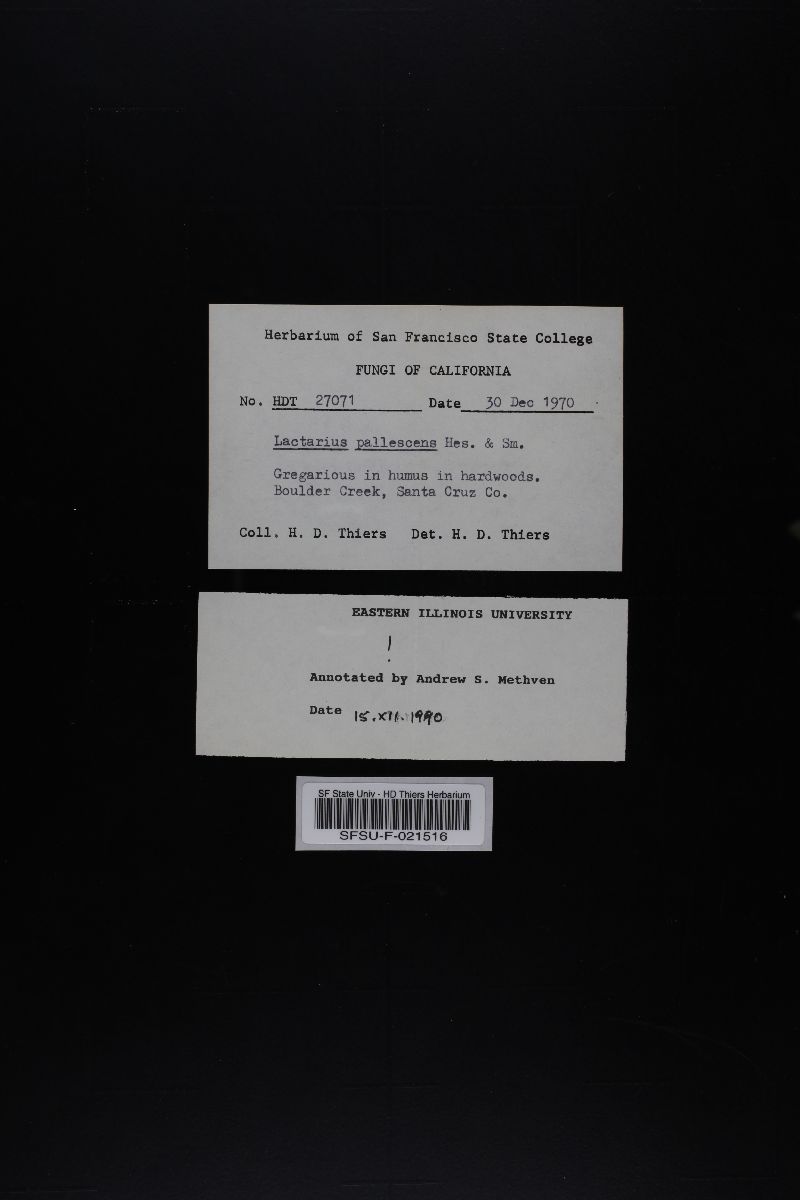 Herbarium of San Francisco State College
FUNGI OF CALIFORNIA
No. HDT 27071 Date 30 Dec 1970
Lactarius pallescens Hes. & Sm.
Gregarious in humus in hardwoods.
Boulder Creek, Santa Cruz Co.
Coll. H. D. Thiers Det. H. D. Thiers
EASTERN ILLINOIS UNIVERSITY
!
Annotated by Andrew S. Methven
Date 15.XII.1990
SF State Univ - HD Thiers Herbarium
SFSU-F-021516